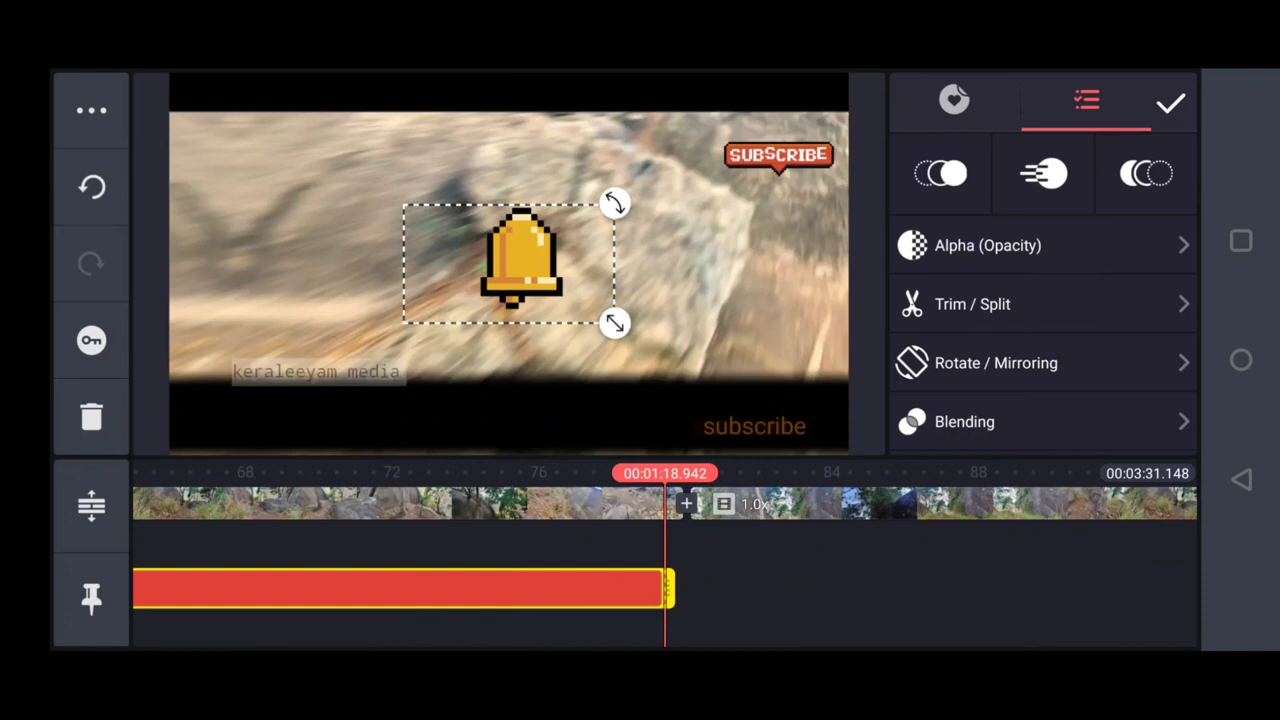 SUBSCRIBE
Alpha (Opacity)
Trim / Split
Rotate / Mirroring
keraleeyam media
Blending
subscribe
68
72
76
00:01:18.942
84
88
00:03:31.148
1.0x